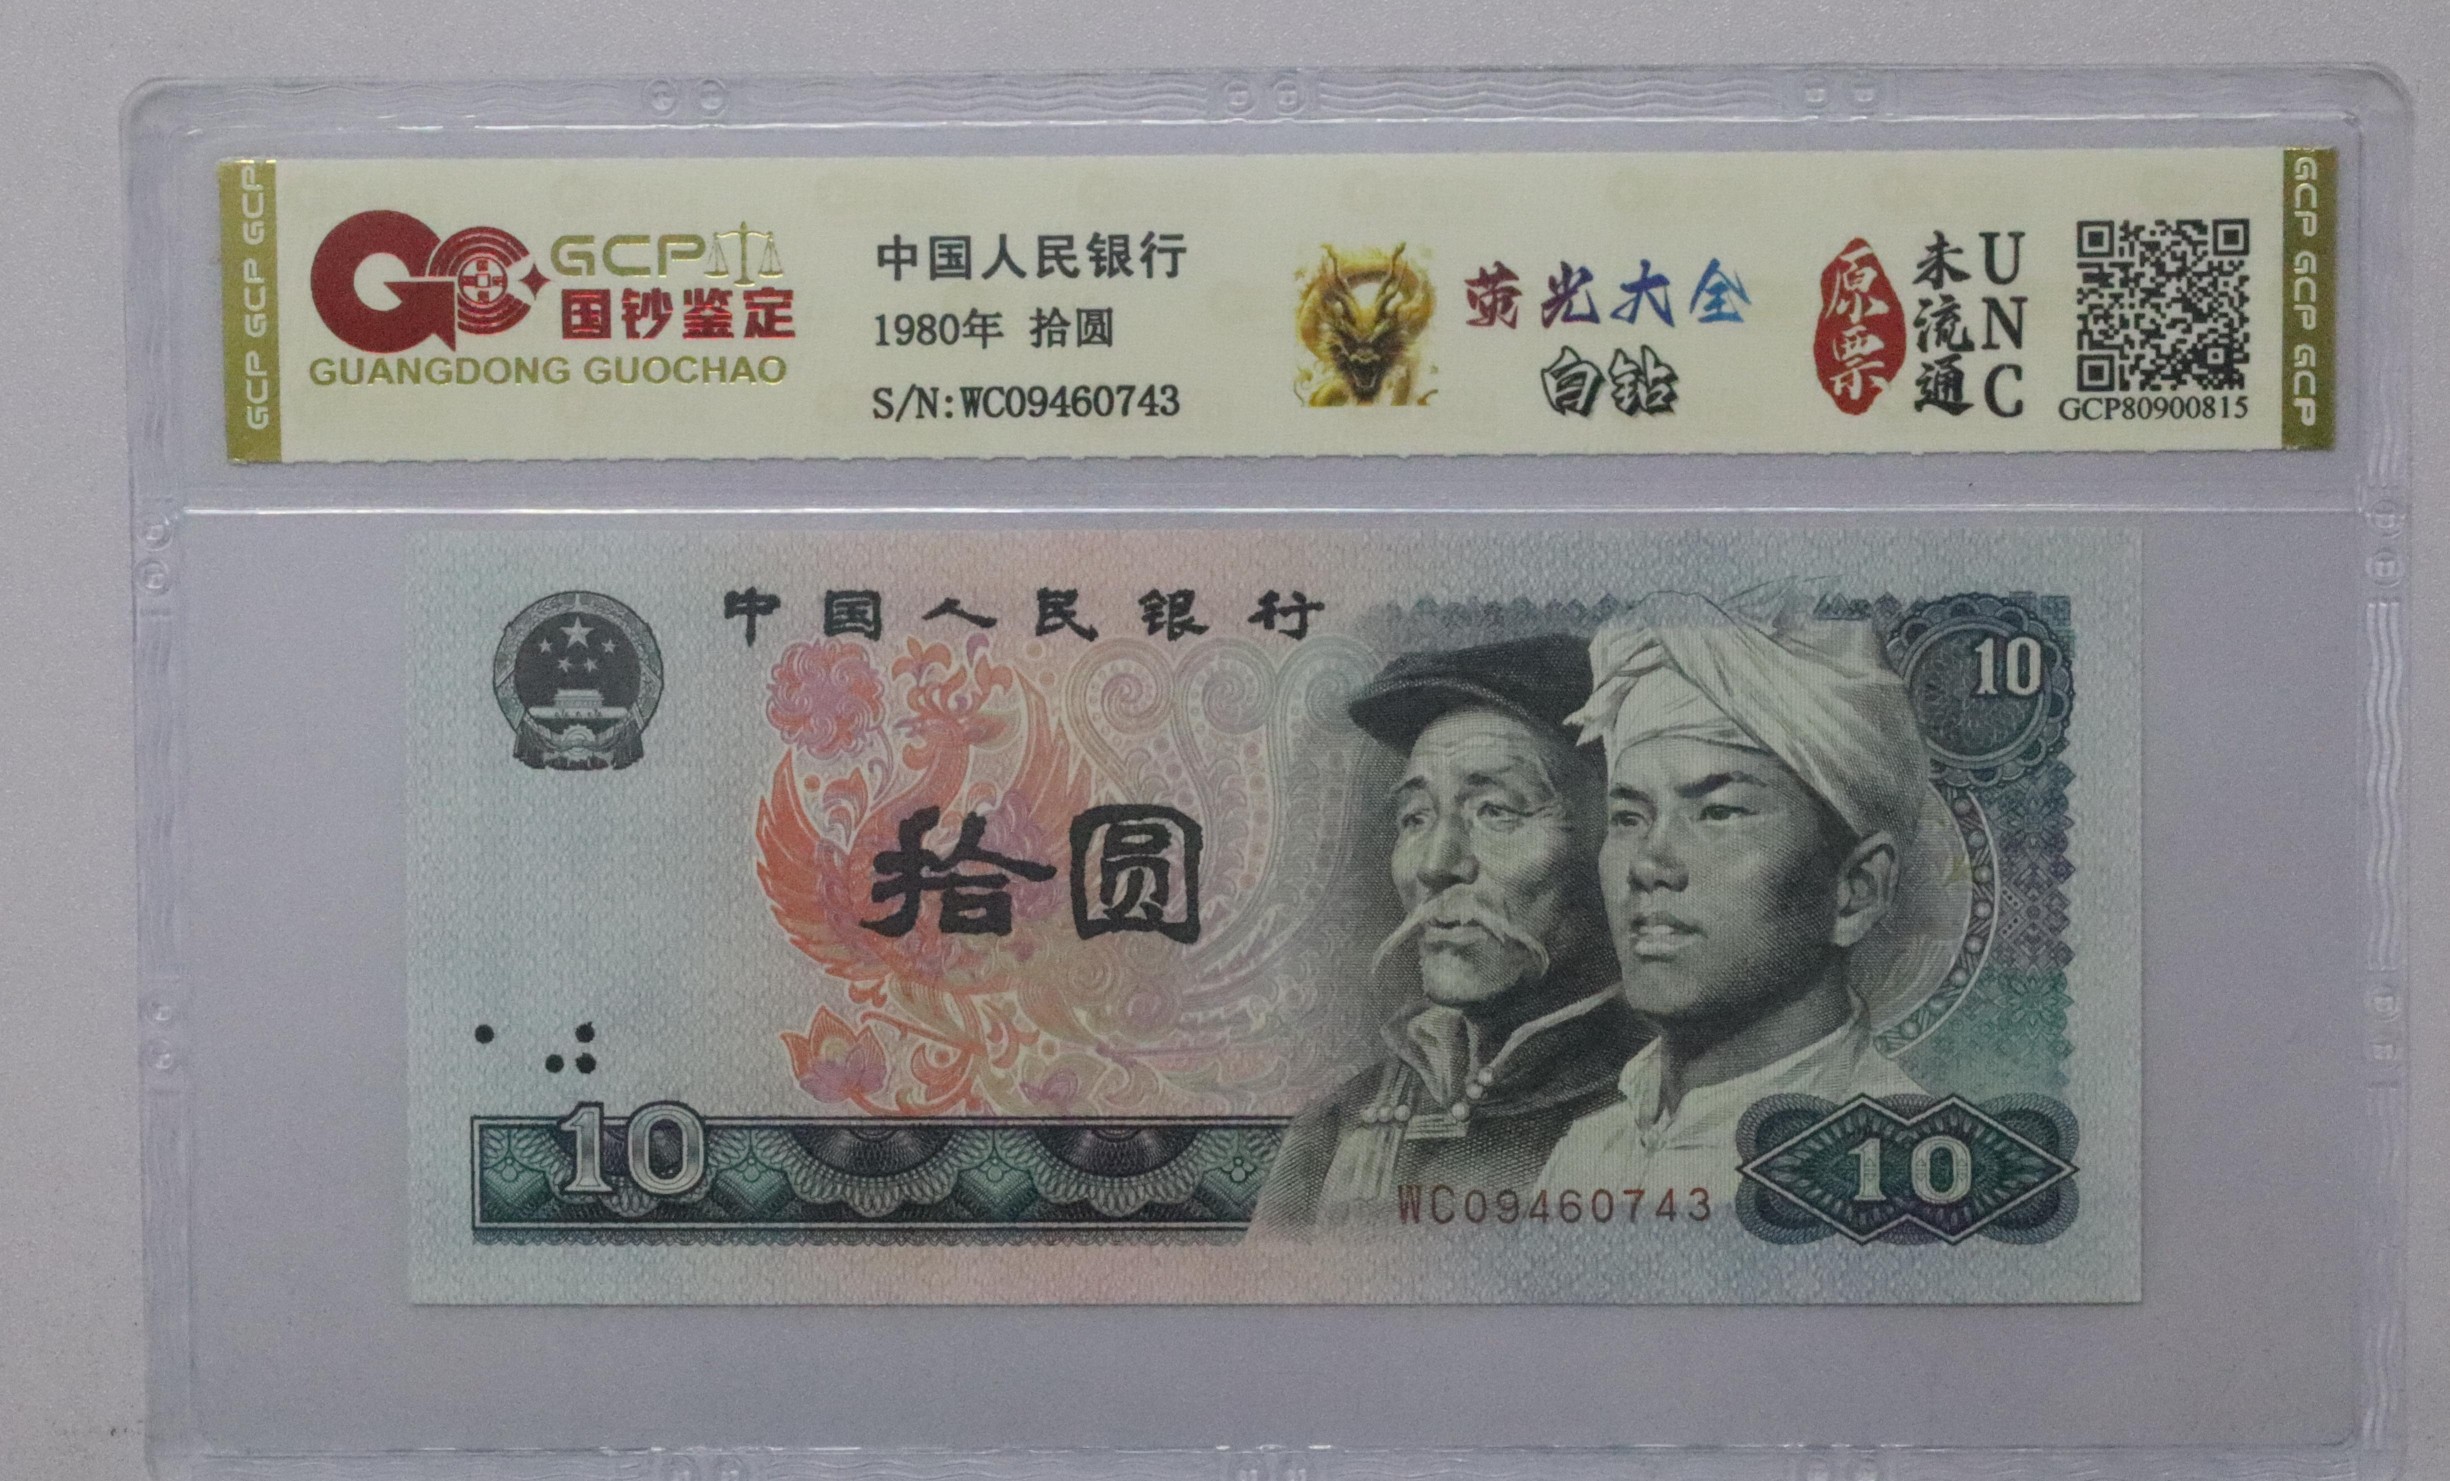 GCP GCP GCP
GCP
国钞鉴定
GUANGDONG GUOCHAO
中国人民银行
1980年 拾圆
S/N:WC09460743
荧光大全
白钻
原票
未流通
UNC
GCP80900815
GCP GCP GCP
中国人民银行
10
拾圆
10
WC09460743
10